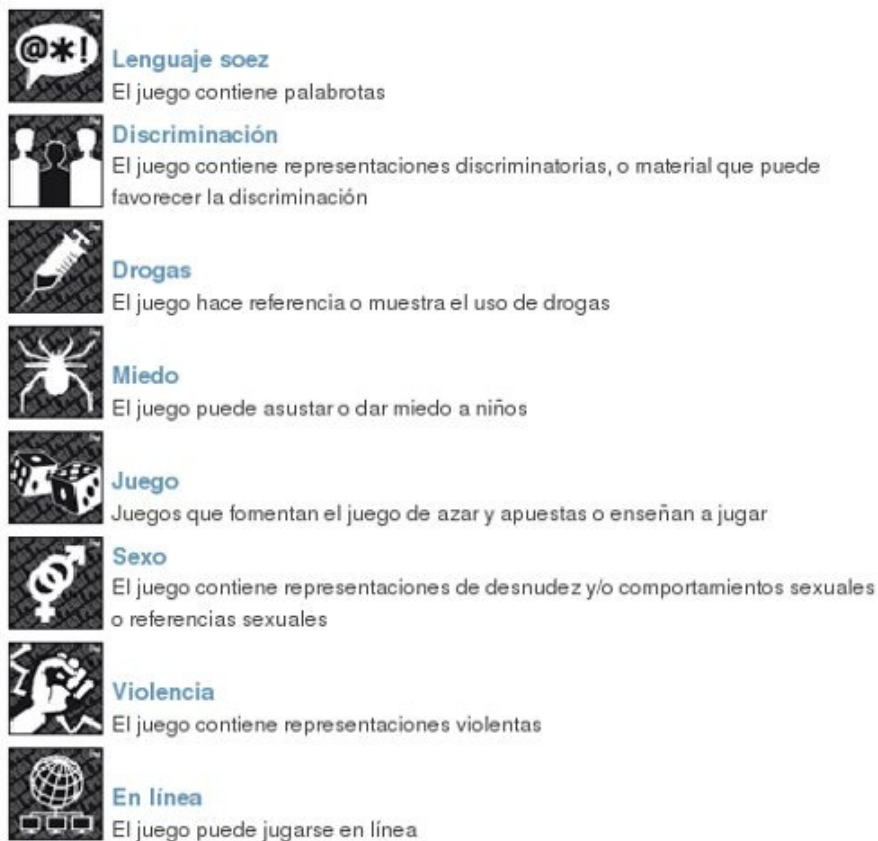 @*!
Lenguaje soez
El juego contiene palabrotas
Discriminación
El juego contiene representaciones discriminatorias, o material que puede
favorecer la discriminación
Drogas
El juego hace referencia o muestra el uso de drogas
Miedo
El juego puede asustar o dar miedo a niños
Juego
Juegos que fomentan el juego de azar y apuestas o enseñan a jugar
Sexo
El juego contiene representaciones de desnudez y/o comportamientos sexuales
o referencias sexuales
Violencia
El juego contiene representaciones violentas
En línea
El juego puede jugarse en línea